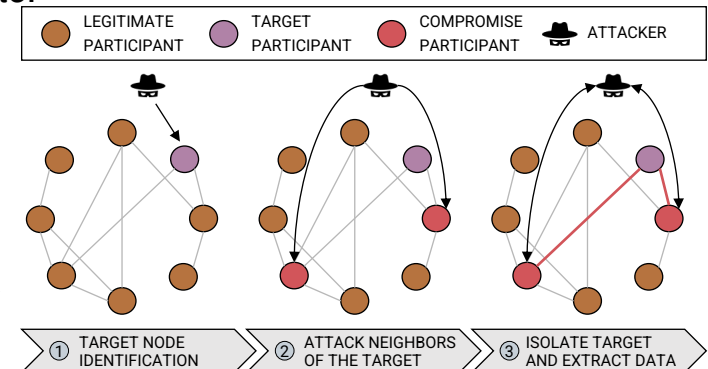 LEGITIMATE PARTICIPANT
TARGET PARTICIPANT
COMPROMISE PARTICIPANT
ATTACKER
1 TARGET NODE IDENTIFICATION
2 ATTACK NEIGHBORS OF THE TARGET
3 ISOLATE TARGET AND EXTRACT DATA